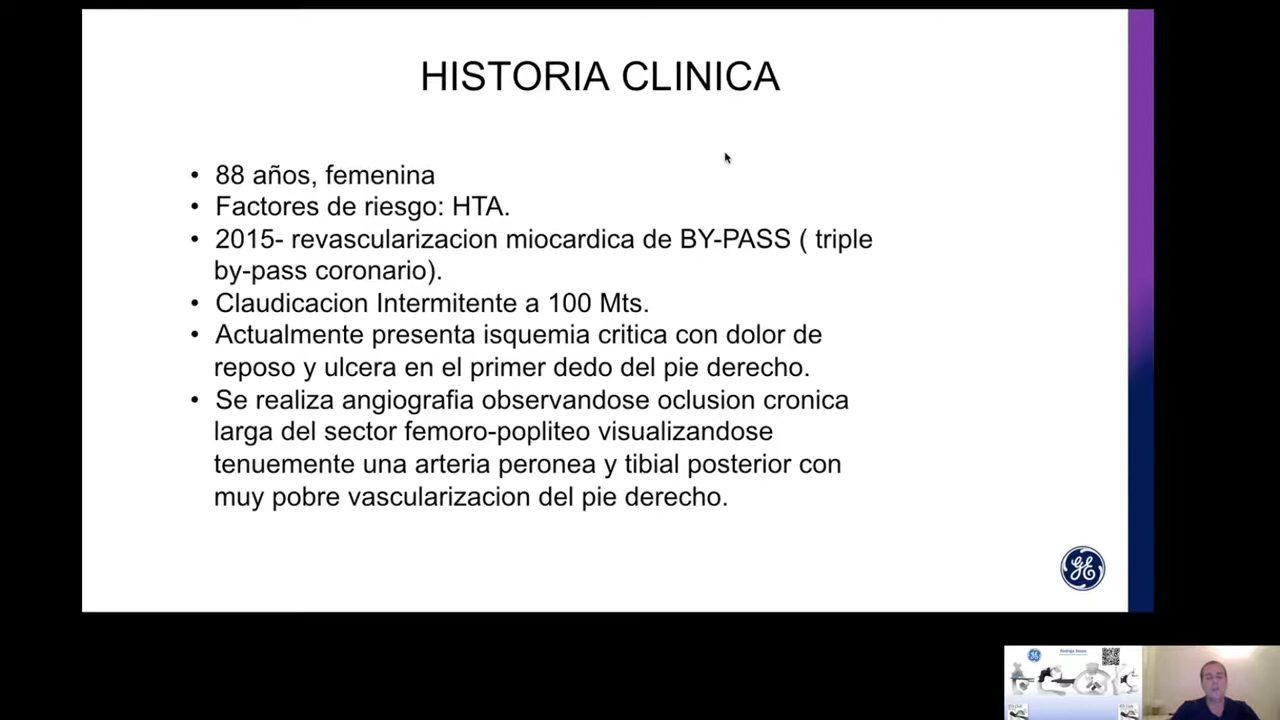 HISTORIA CLINICA
• 88 años, femenina
• Factores de riesgo: HTA.
• 2015- revascularizacion miocardica de BY-PASS ( triple
by-pass coronario).
• Claudicacion Intermitente a 100 Mts.
• Actualmente presenta isquemia critica con dolor de
reposo y ulcera en el primer dedo del pie derecho.
• Se realiza angiografia observandose oclusion cronica
larga del sector femoro-popliteo visualizandose
tenuemente una arteria peronea y tibial posterior con
muy pobre vascularizacion del pie derecho.
GE